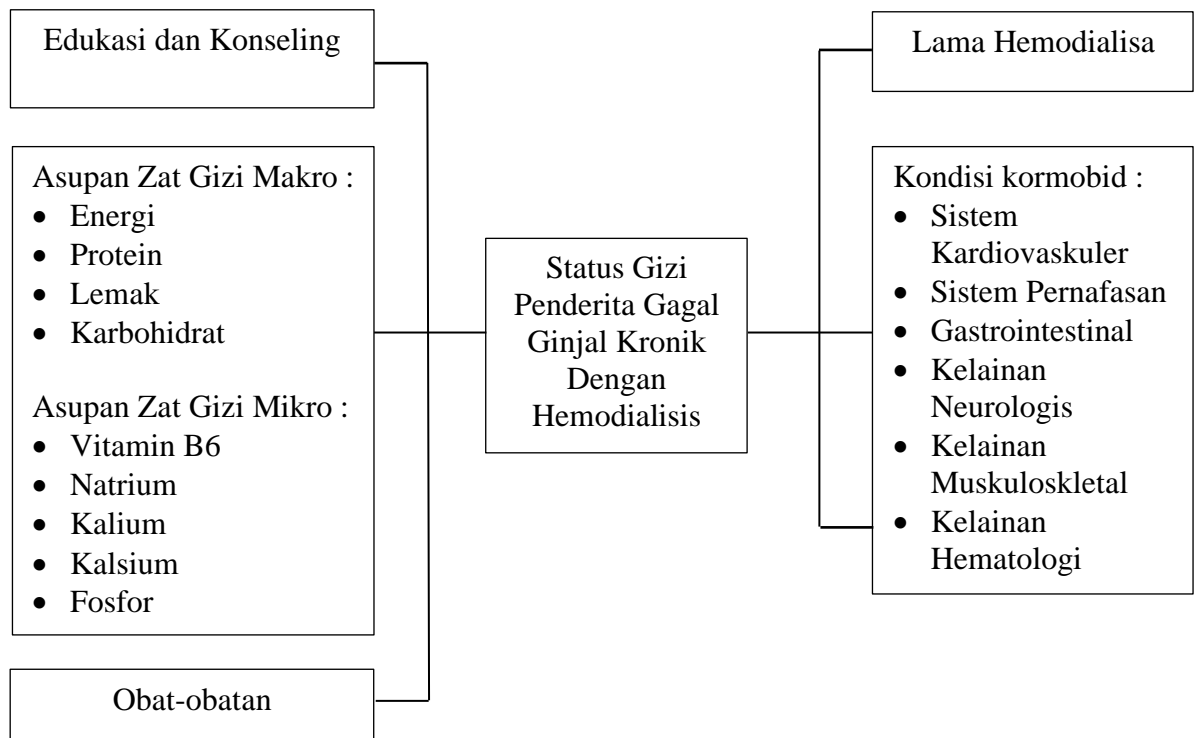 Edukasi dan Konseling
Asupan Zat Gizi Makro :
• Energi
• Protein
• Lemak
• Karbohidrat
Asupan Zat Gizi Mikro :
• Vitamin B6
• Natrium
• Kalium
• Kalsium
• Fosfor
Obat-obatan
Status Gizi
Penderita Gagal
Ginjal Kronik
Dengan
Hemodialisis
Lama Hemodialisa
Kondisi kormobid :
• Sistem
Kardiovaskuler
• Sistem Pernafasan
• Gastrointestinal
• Kelainan
Neurologis
• Kelainan
Muskuloskletal
• Kelainan
Hematologi